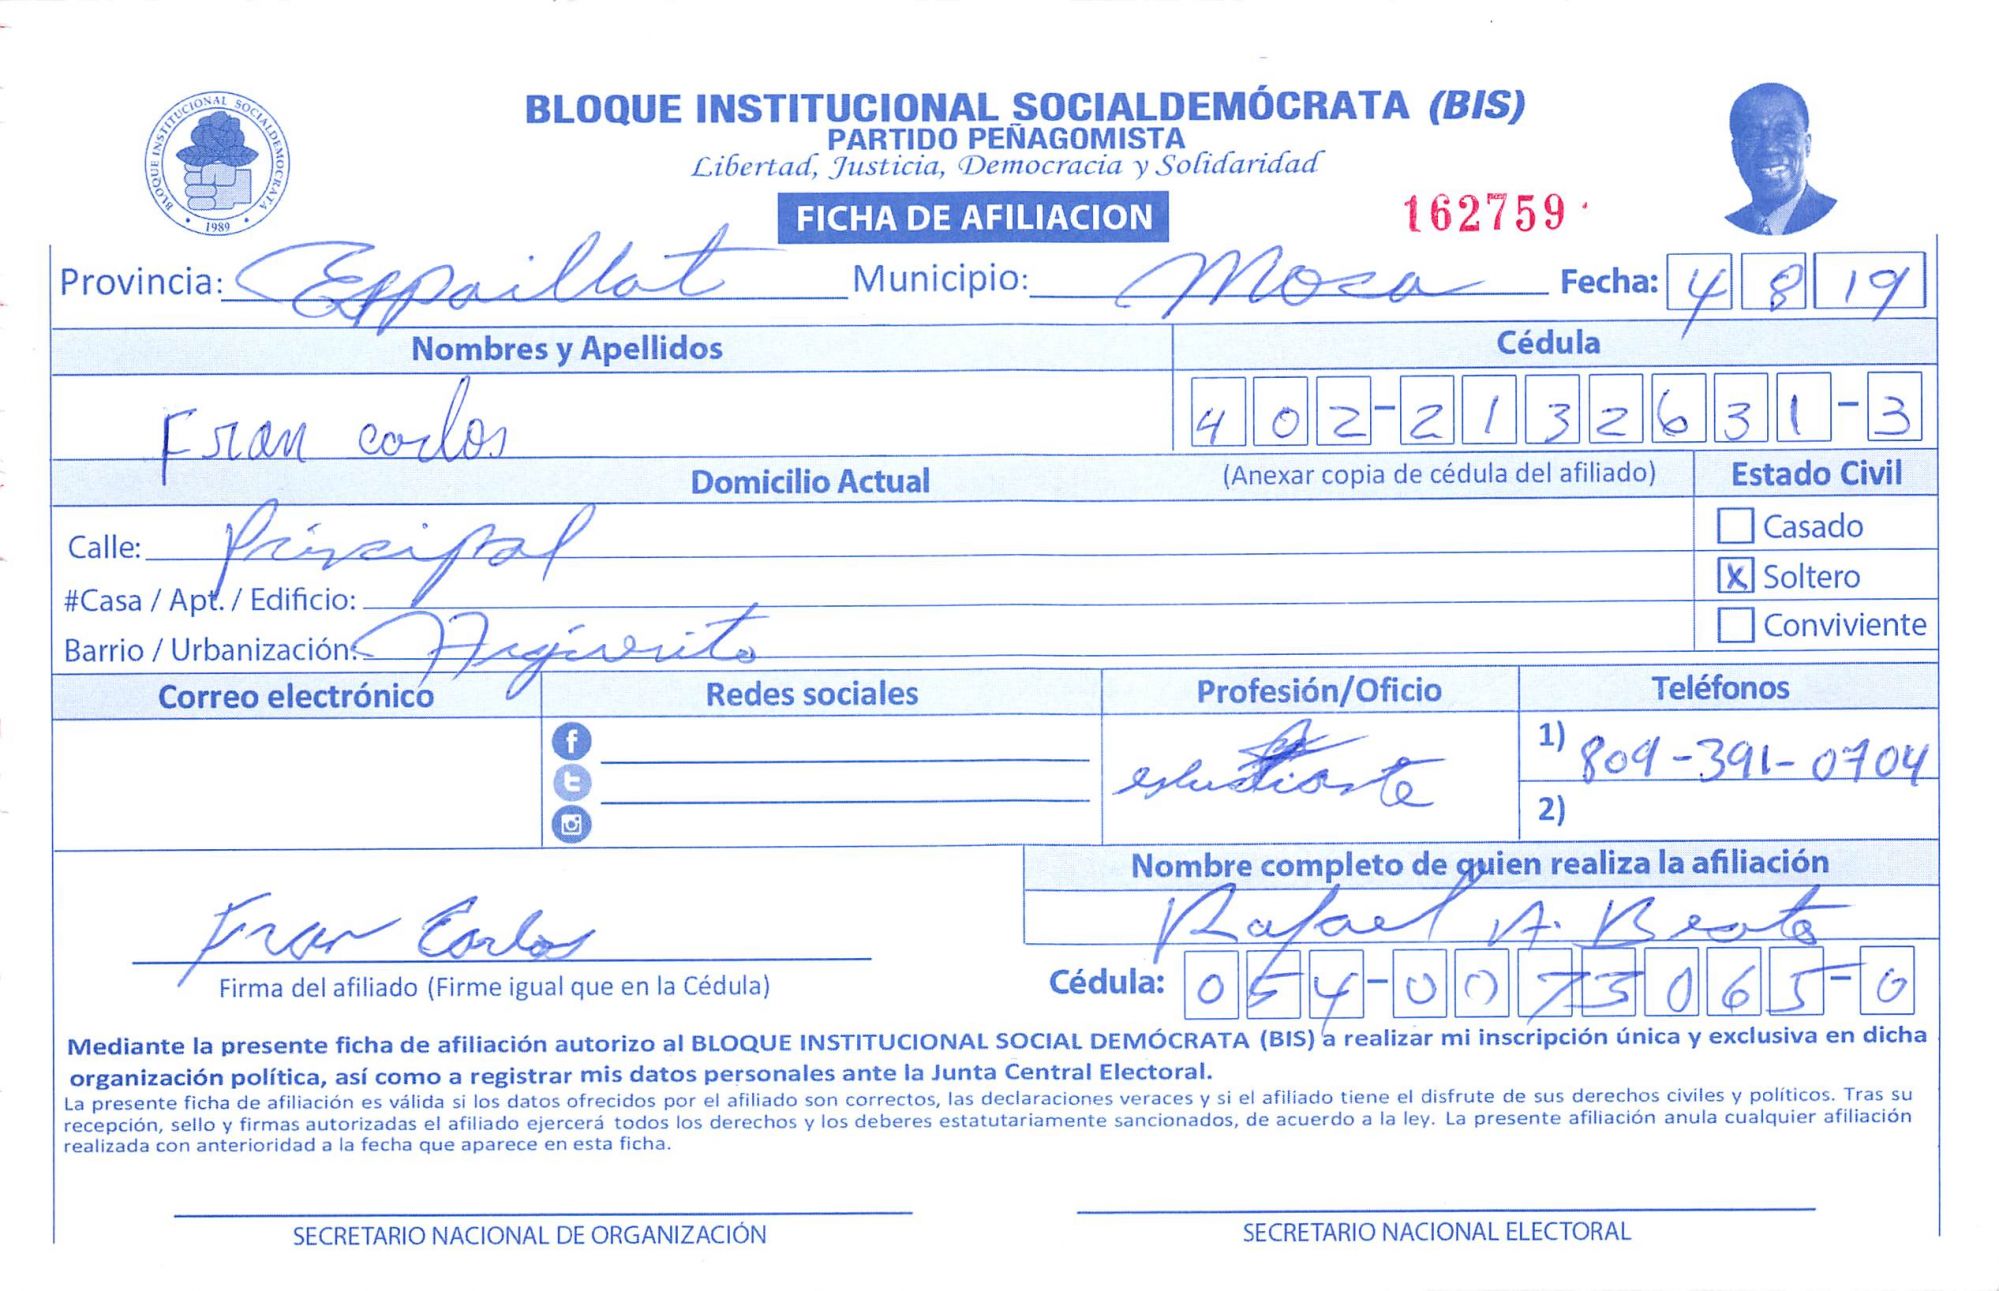 BLOQUE INSTITUCIONAL SOCIALDEMOCRATA
1989
BLOQUE INSTITUCIONAL SOCIALDEMÓCRATA (BIS)
PARTIDO PEÑAGOMISTA
Libertad, Justicia, Democracia y Solidaridad
FICHA DE AFILIACION
162759
Provincia: Espaillat Municipio: Moca Fecha: 4 8 19
Nombres y Apellidos Cédula
Fran carlos 402-2132631-3
Domicilio Actual (Anexar copia de cédula del afiliado) Estado Civil
Calle: Principal Casado
#Casa / Apt. / Edificio: X Soltero
Barrio / Urbanización: Conviviente
Correo electrónico Redes sociales Profesión/Oficio Teléfonos
estudiante 1) 809-391-0704
2)
Nombre completo de quien realiza la afiliación
Fran Carlos Rafael A. Beato
Firma del afiliado (Firme igual que en la Cédula) Cédula: 054-0073065-0
Mediante la presente ficha de afiliación autorizo al BLOQUE INSTITUCIONAL SOCIAL DEMÓCRATA (BIS) a realizar mi inscripción única y exclusiva en dicha
organización política, así como a registrar mis datos personales ante la Junta Central Electoral.
La presente ficha de afiliación es válida si los datos ofrecidos por el afiliado son correctos, las declaraciones veraces y si el afiliado tiene el disfrute de sus derechos civiles y políticos. Tras su
recepción, sello y firmas autorizadas el afiliado ejercerá todos los derechos y los deberes estatutariamente sancionados, de acuerdo a la ley. La presente afiliación anula cualquier afiliación
realizada con anterioridad a la fecha que aparece en esta ficha.
SECRETARIO NACIONAL DE ORGANIZACIÓN SECRETARIO NACIONAL ELECTORAL